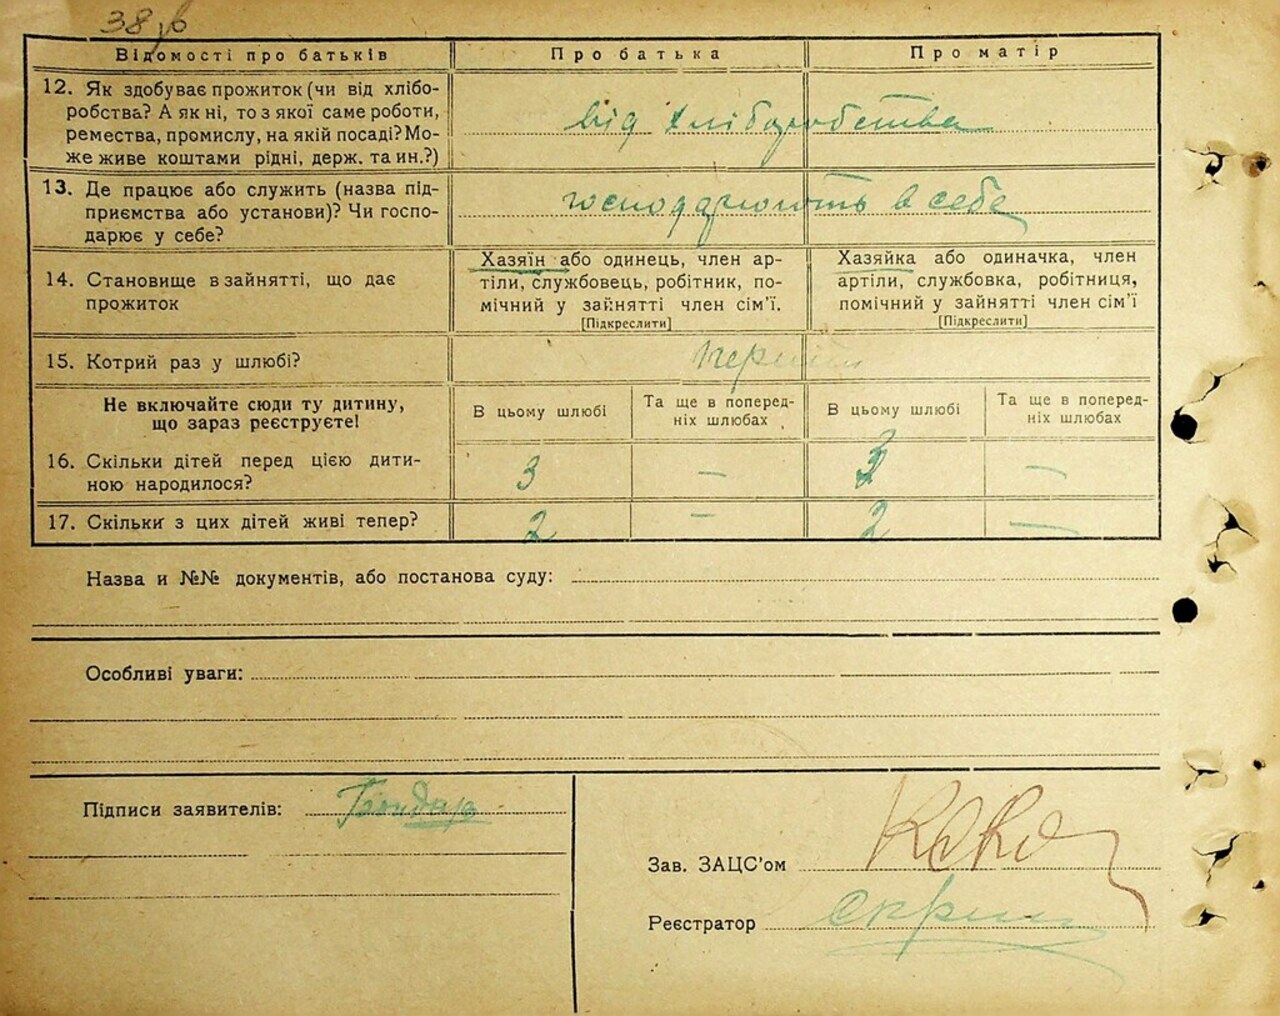 38
Відомості про батьків Про батька Про матір
12. Як здобуває прожиток (чи від хлібо-
робства? А як ні, то з якої саме роботи,
ремества, промислу, на якій посаді? Мо-
же живе коштами рідні, держ. та ин.?)
від хліборобства
13. Де працює або служить (назва під-
приємства або установи)? Чи госпо-
дарює у себе?
господарюють в себе
14. Становище в зайнятті, що дає
прожиток
Хазяїн або одинець, член ар-
тіли, службовець, робітник, по-
мічний у зайнятті член сім'ї.
[Підкреслити]
Хазяйка або одиначка, член
артіли, службовка, робітниця,
помічний у зайнятті член сім'ї
[Підкреслити]
15. Котрий раз у шлюбі?
Не включайте сюди ту дитину,
що зараз реєструєте!
В цьому шлюбі
Та ще в поперед-
ніх шлюбах
В цьому шлюбі
Та ще в поперед-
ніх шлюбах
16. Скільки дітей перед цією дити-
ною народилося?
3 — 3 —
17. Скільки з цих дітей живі тепер? 2 — 2 —
Назва и №№ документів, або постанова суду:
Особливі уваги:
Підписи заявителів: Бондар
Зав. ЗАЦС'ом
Реєстратор